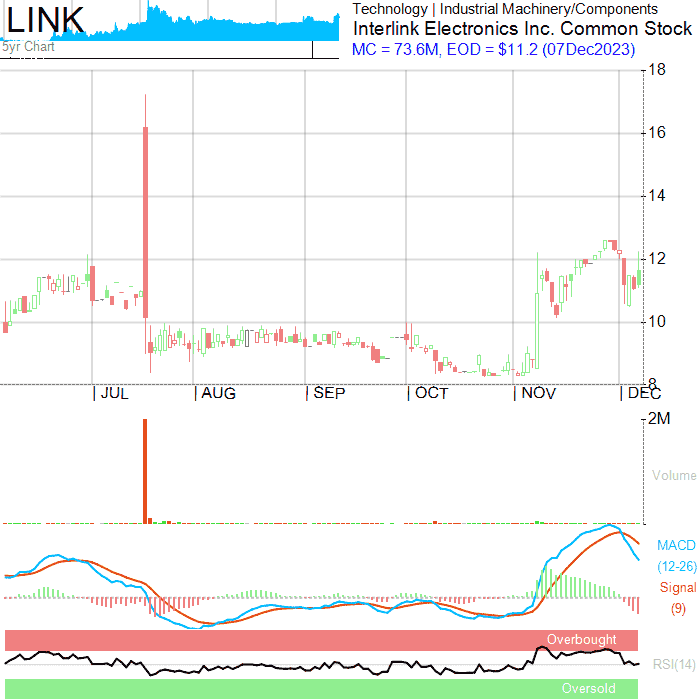 LINK
5yr Chart
Technology | Industrial Machinery/Components
Interlink Electronics Inc. Common Stock
MC = 73.6M, EOD = $11.2 (07Dec2023)
18
16
14
12
10
8
JUL AUG SEP OCT NOV DEC
2M
Volume
MACD
(12-26)
Signal
(9)
Overbought
RSI(14)
Oversold